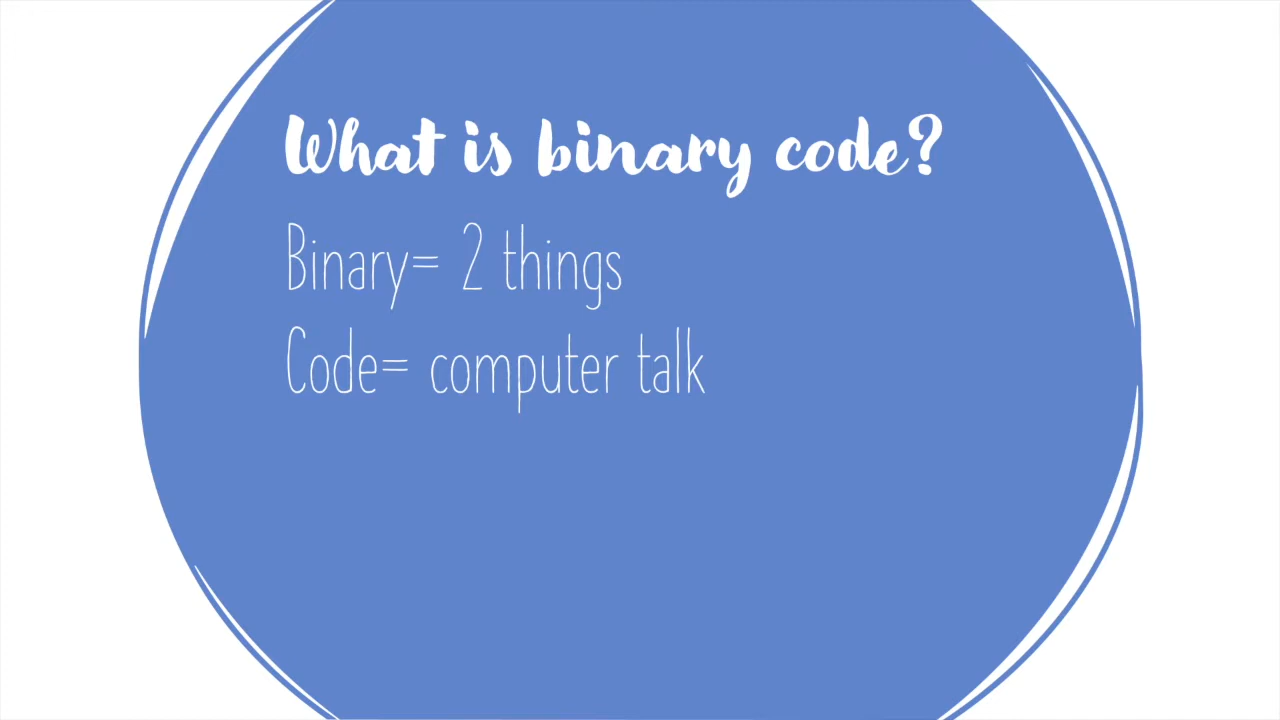 What is binary code?
Binary= 2 things
Code= computer talk